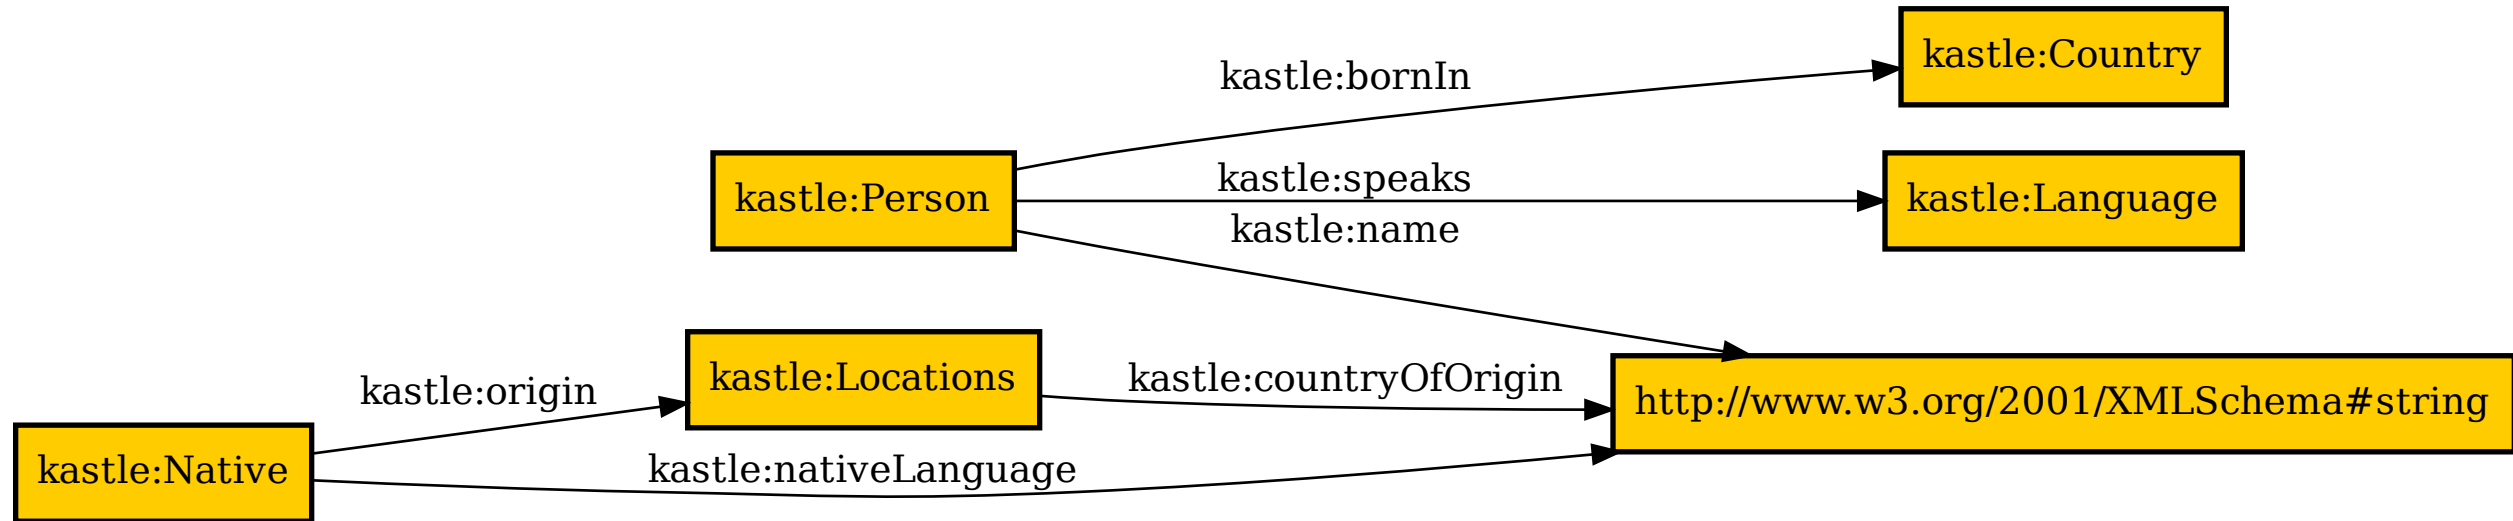 kastle:Country
kastle:bornIn
kastle:Person
kastle:speaks
kastle:Language
kastle:name
kastle:Locations
kastle:origin
kastle:countryOfOrigin
http://www.w3.org/2001/XMLSchema#string
kastle:Native
kastle:nativeLanguage